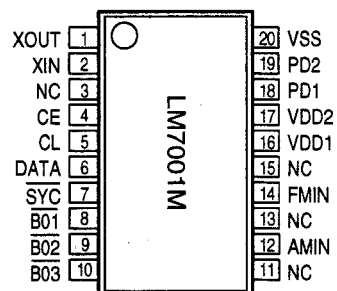 XOUT 1
XIN 2
NC 3
CE 4
CL 5
DATA 6
SYC 7
B01 8
B02 9
B03 10
LM7001M
20 VSS
19 PD2
18 PD1
17 VDD2
16 VDD1
15 NC
14 FMIN
13 NC
12 AMIN
11 NC